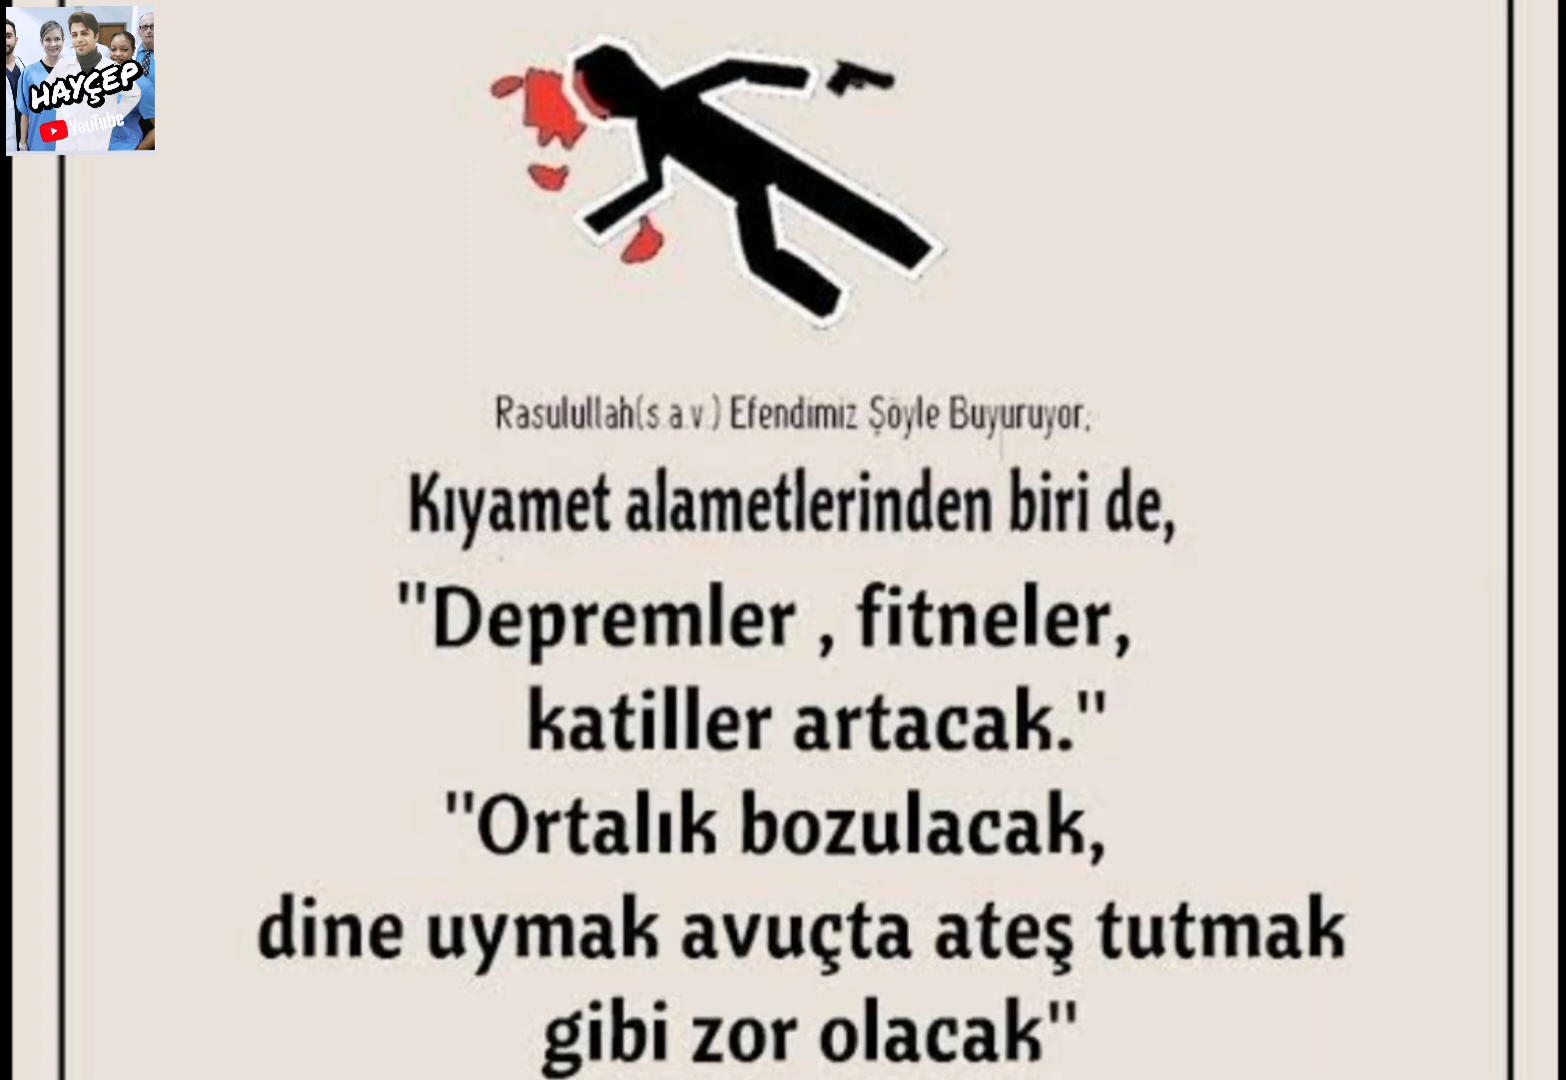 HAYÇEP
YouTube
Rasulullah(s.a.v.) Efendimiz Şöyle Buyuruyor;
Kıyamet alametlerinden biri de,
"Depremler , fitneler,
katiller artacak."
"Ortalık bozulacak,
dine uymak avuçta ateş tutmak
gibi zor olacak"